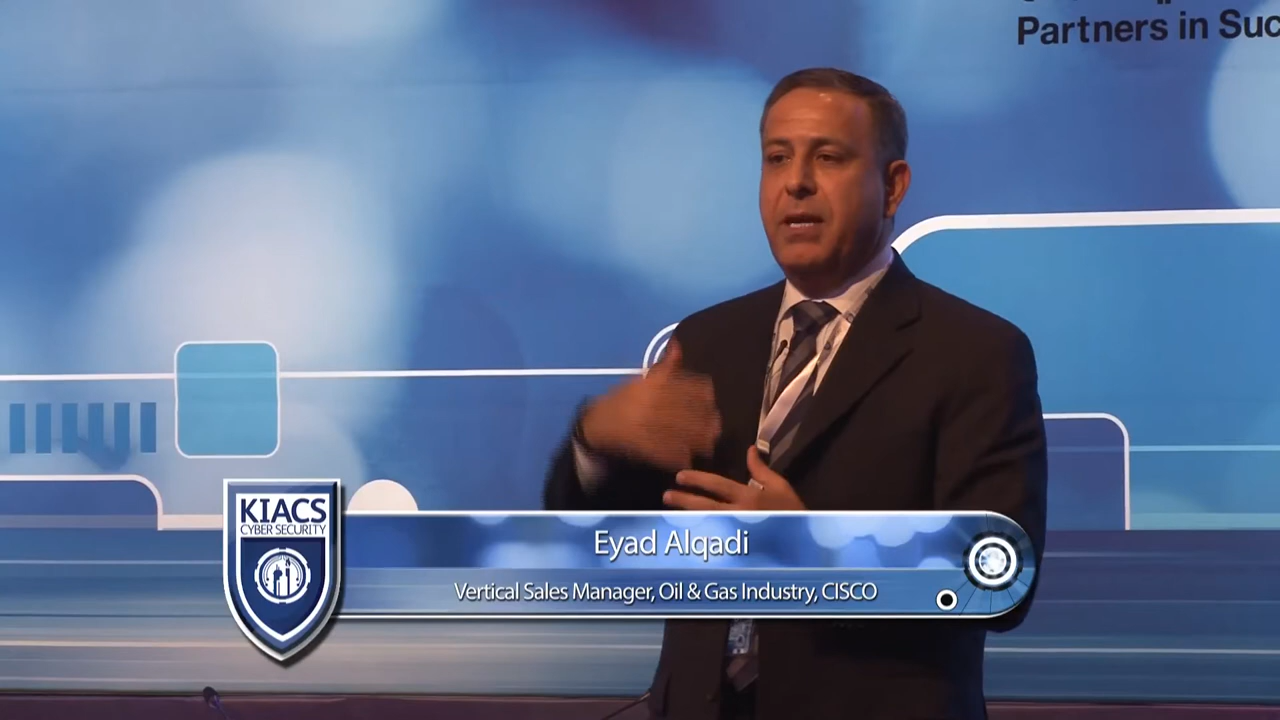 Partners in Suc
KIACS
CYBER SECURITY
Eyad Alqadi
Vertical Sales Manager, Oil & Gas Industry, CISCO